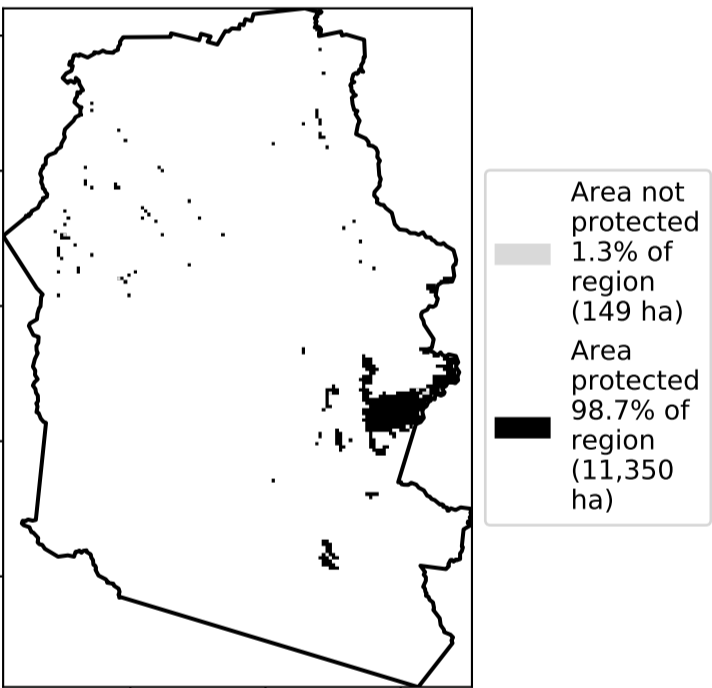 Area not
protected
1.3% of
region
(149 ha)
Area
protected
98.7% of
region
(11,350
ha)